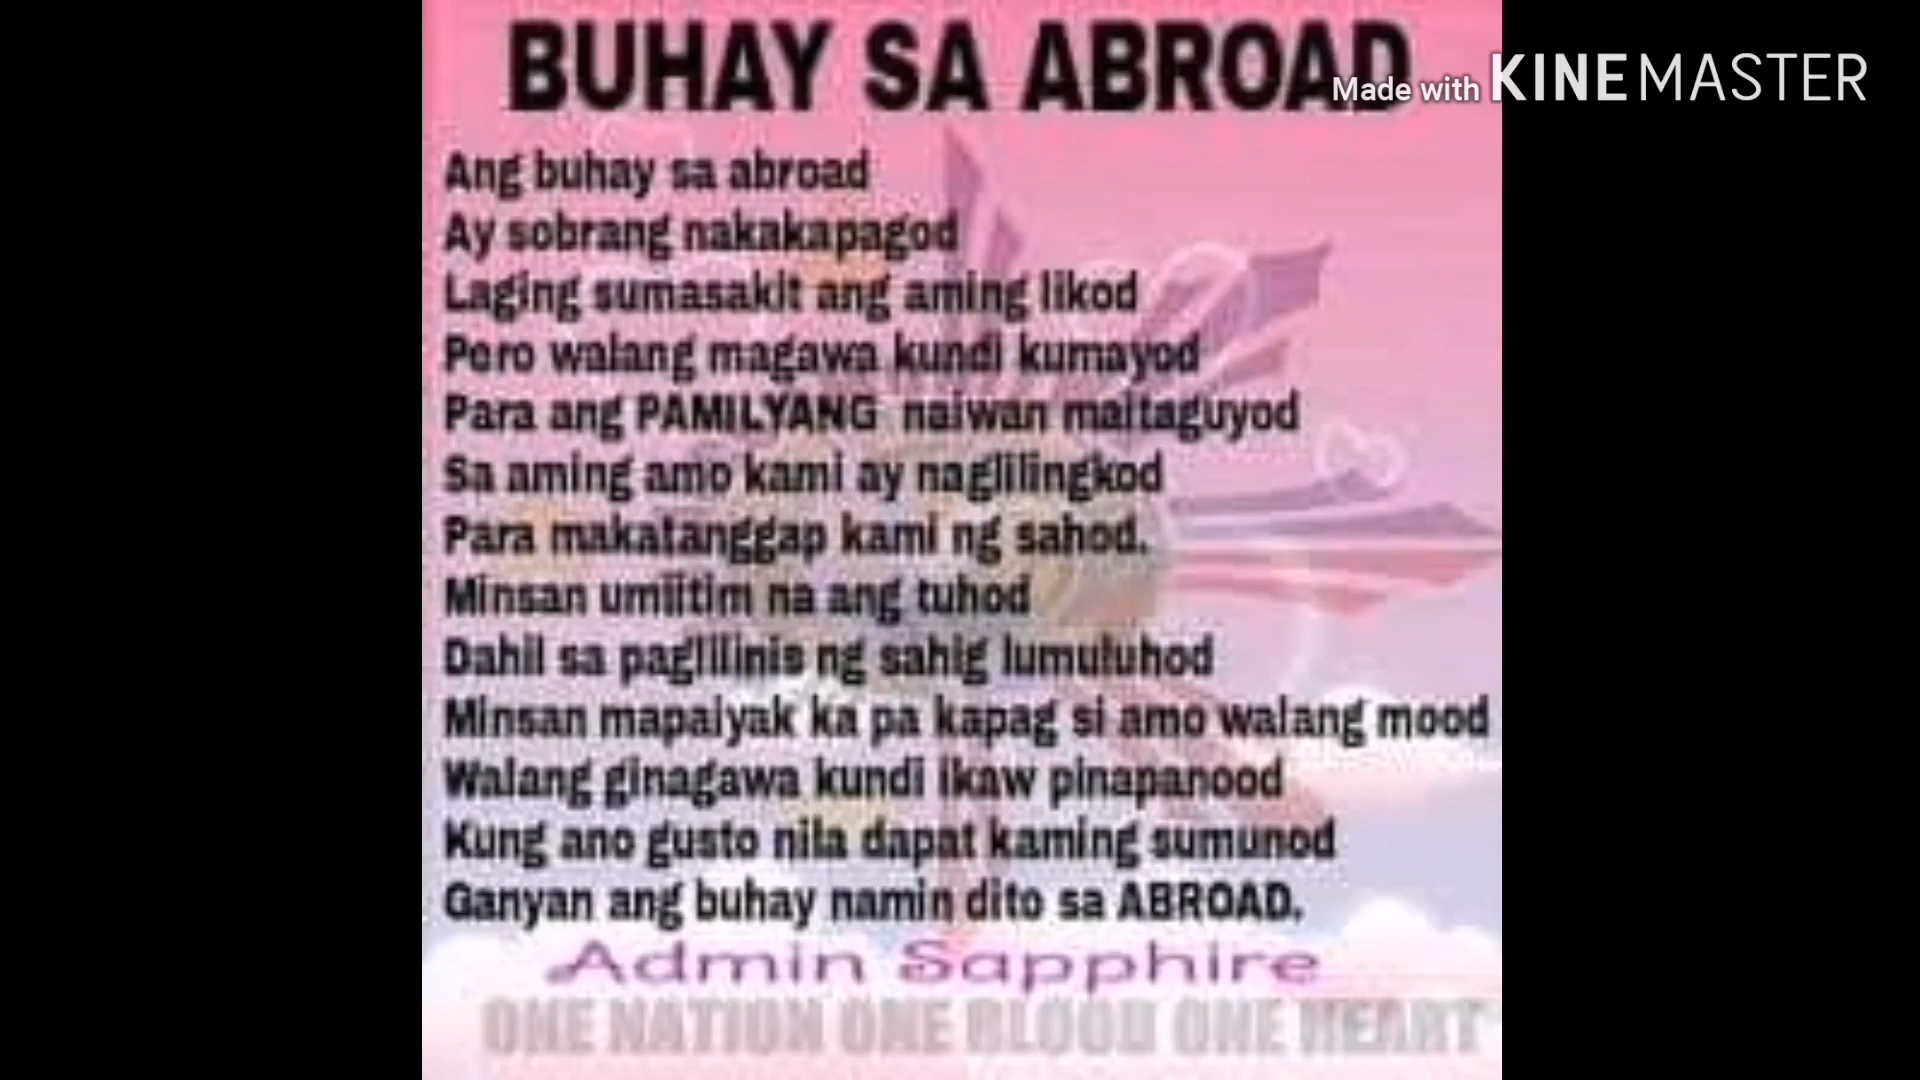 BUHAY SA ABROAD
Made with KINEMASTER
Ang buhay sa abroad
Ay sobrang nakakapagod
Laging sumasakit ang aming likod
Pero walang magawa kundi kumayod
Para ang PAMILYANG naiwan maitaguyod
Sa aming amo kami ay naglilingkod
Para makatanggap kami ng sahod.
Minsan umiitim na ang tuhod
Dahil sa paglilinis ng sahig lumuluhod
Minsan mapaiyak ka pa kapag si amo walang mood
Walang ginagawa kundi ikaw pinapanood
Kung ano gusto nila dapat kaming sumunod
Ganyan ang buhay namin dito sa ABROAD.
Admin Sapphire
ONE NATION ONE BLOOD ONE HEART